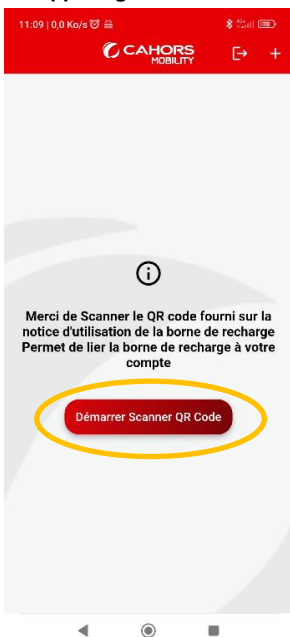 11:09 | 0,0 Ko/s
CAHORS
MOBILITY
Merci de Scanner le QR code fourni sur la
notice d'utilisation de la borne de recharge
Permet de lier la borne de recharge à votre
compte
Démarrer Scanner QR Code